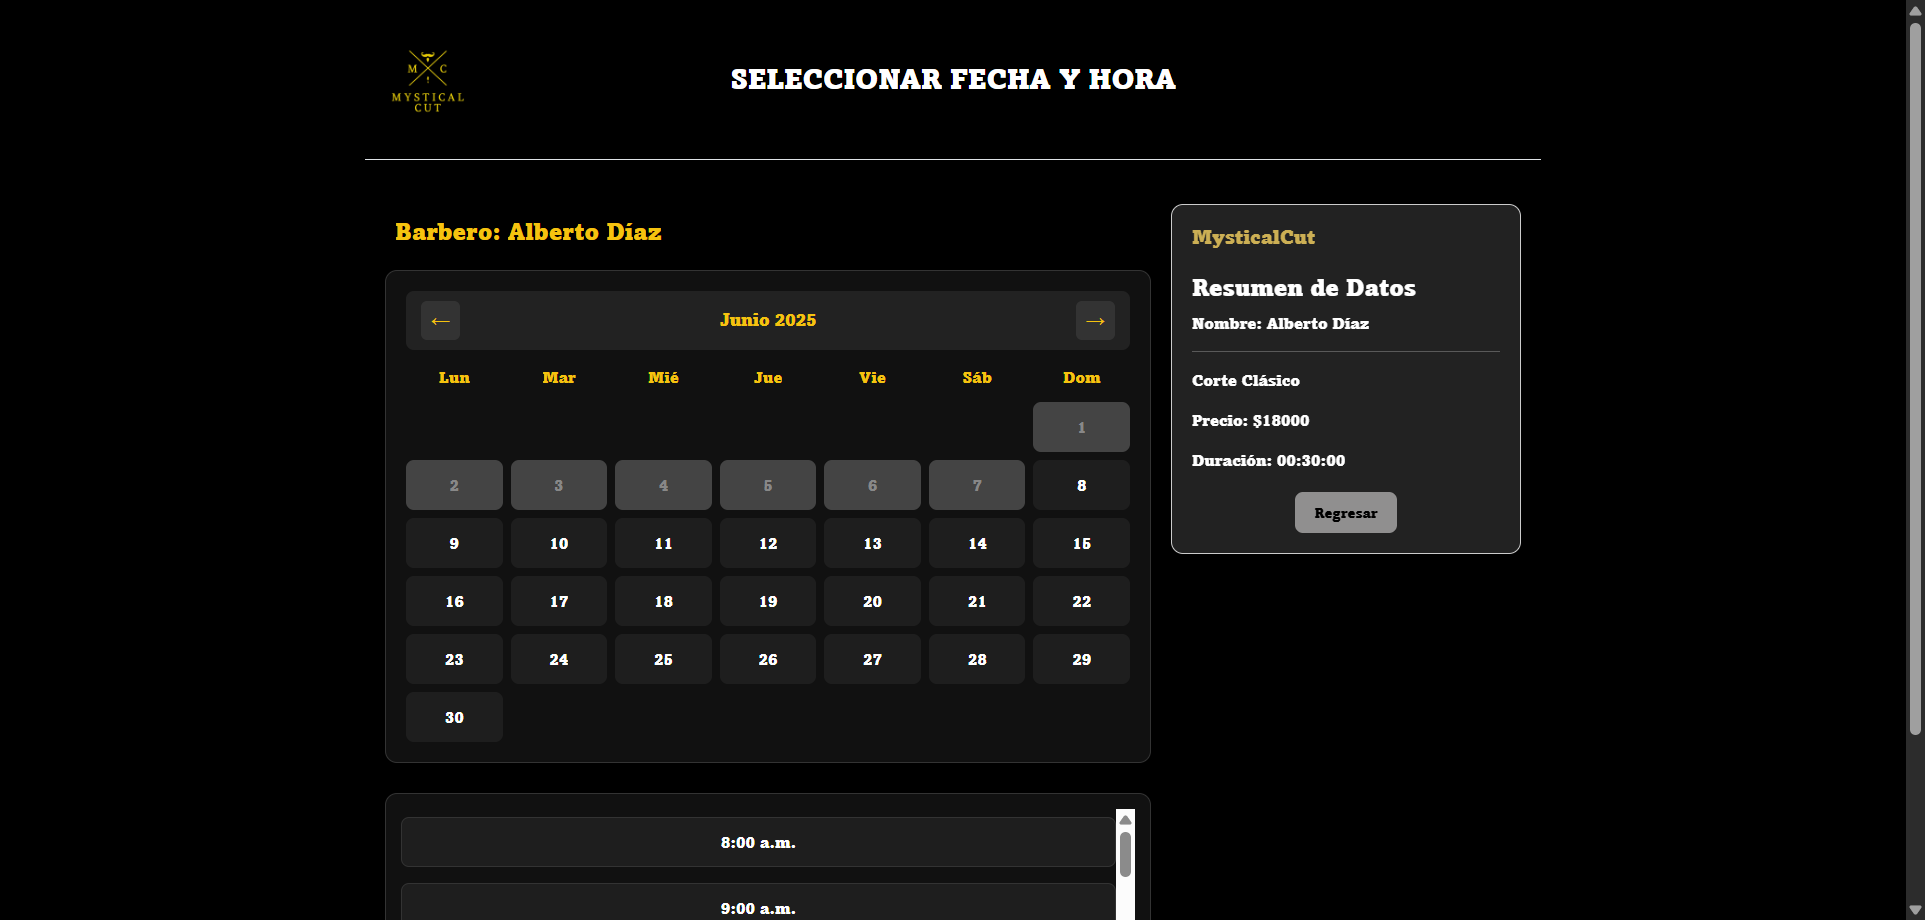 M C
MYSTICAL
CUT
SELECCIONAR FECHA Y HORA
Barbero: Alberto Díaz
← Junio 2025 →
Lun Mar Mié Jue Vie Sáb Dom
1
2 3 4 5 6 7 8
9 10 11 12 13 14 15
16 17 18 19 20 21 22
23 24 25 26 27 28 29
30
8:00 a.m.
9:00 a.m.
MysticalCut
Resumen de Datos
Nombre: Alberto Díaz
Corte Clásico
Precio: $18000
Duración: 00:30:00
Regresar